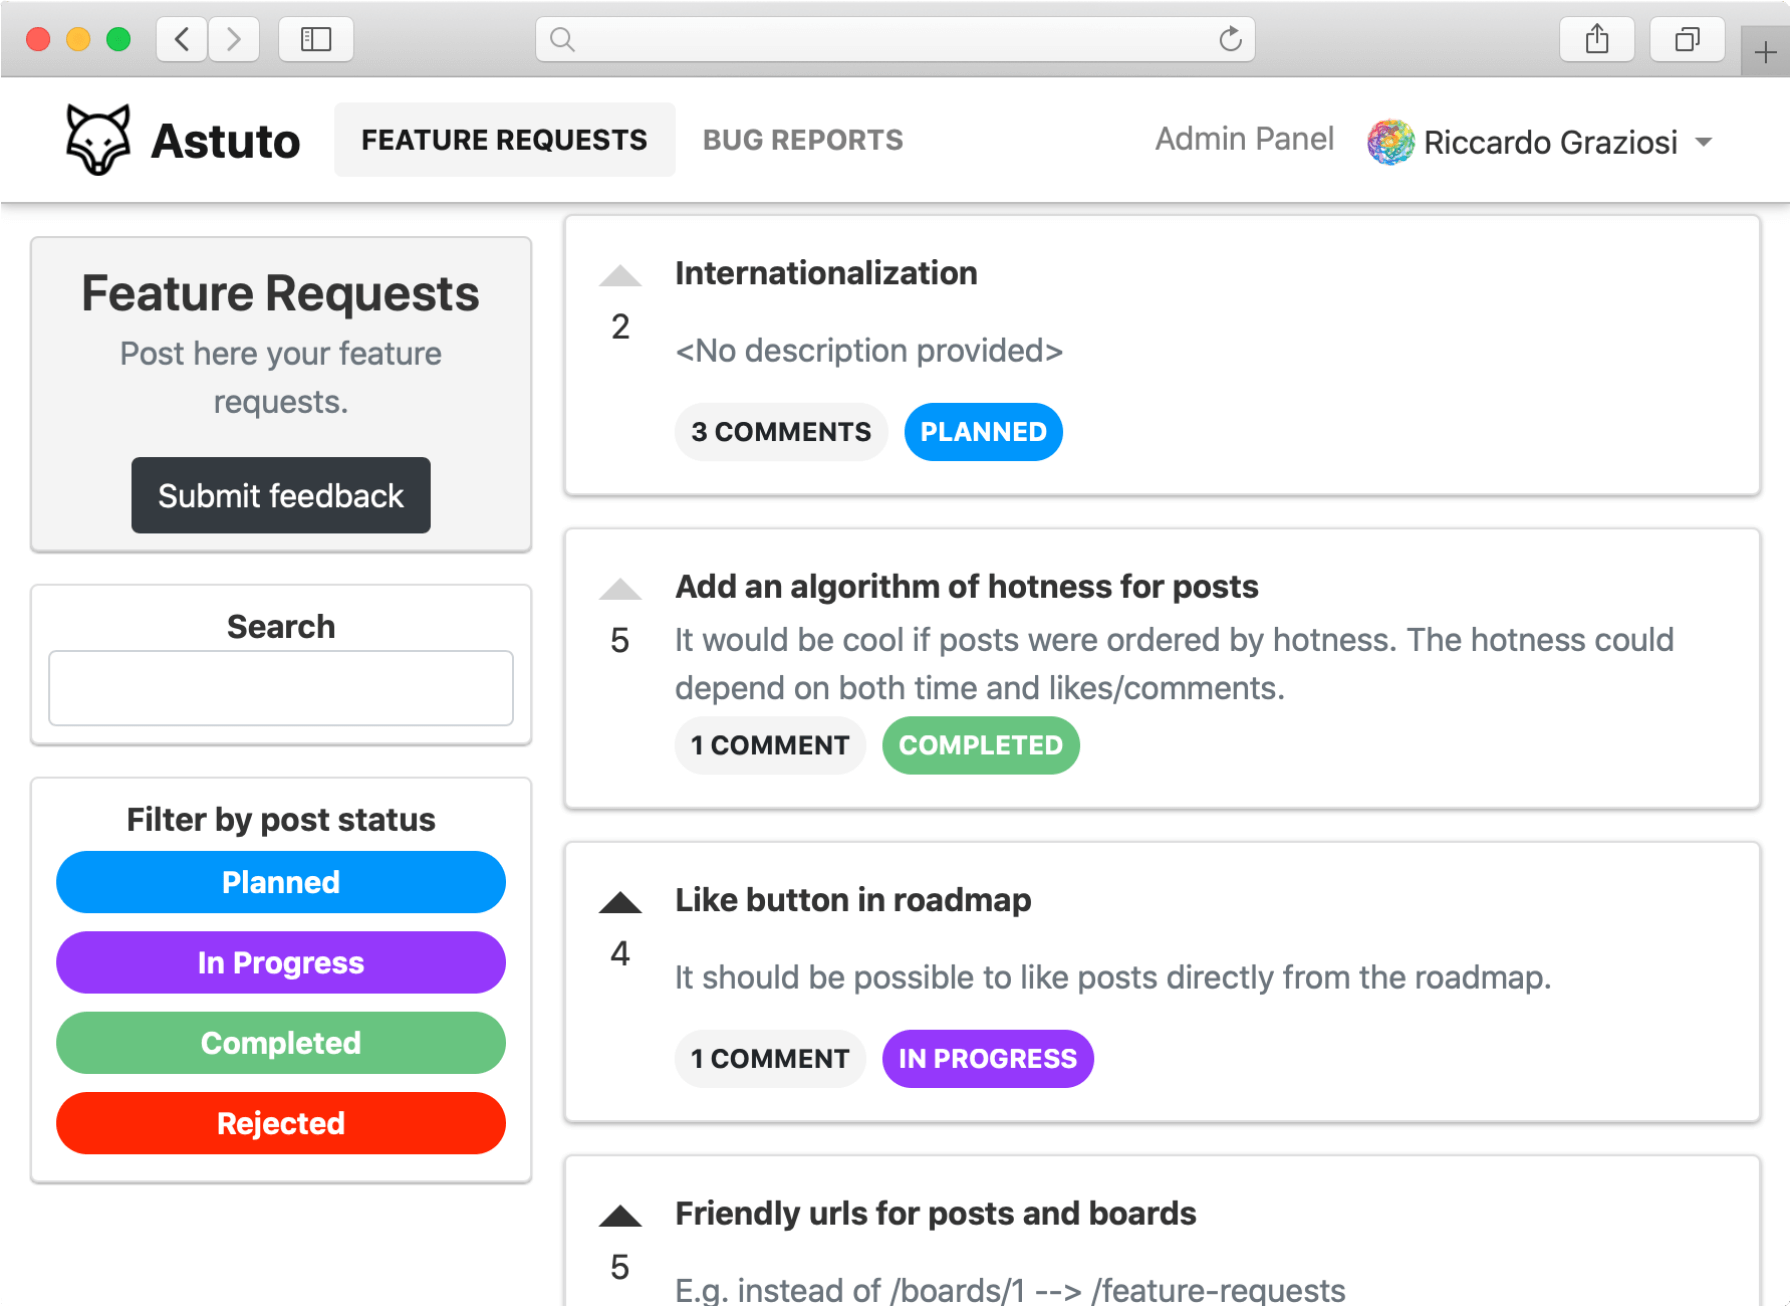 Astuto
FEATURE REQUESTS
BUG REPORTS
Admin Panel
Riccardo Graziosi
Feature Requests
Post here your feature
requests.
Submit feedback
Search
Filter by post status
Planned
In Progress
Completed
Rejected
Internationalization
2
<No description provided>
3 COMMENTS
PLANNED
Add an algorithm of hotness for posts
5
It would be cool if posts were ordered by hotness. The hotness could
depend on both time and likes/comments.
1 COMMENT
COMPLETED
Like button in roadmap
4
It should be possible to like posts directly from the roadmap.
1 COMMENT
IN PROGRESS
Friendly urls for posts and boards
5
E.g. instead of /boards/1 --> /feature-requests